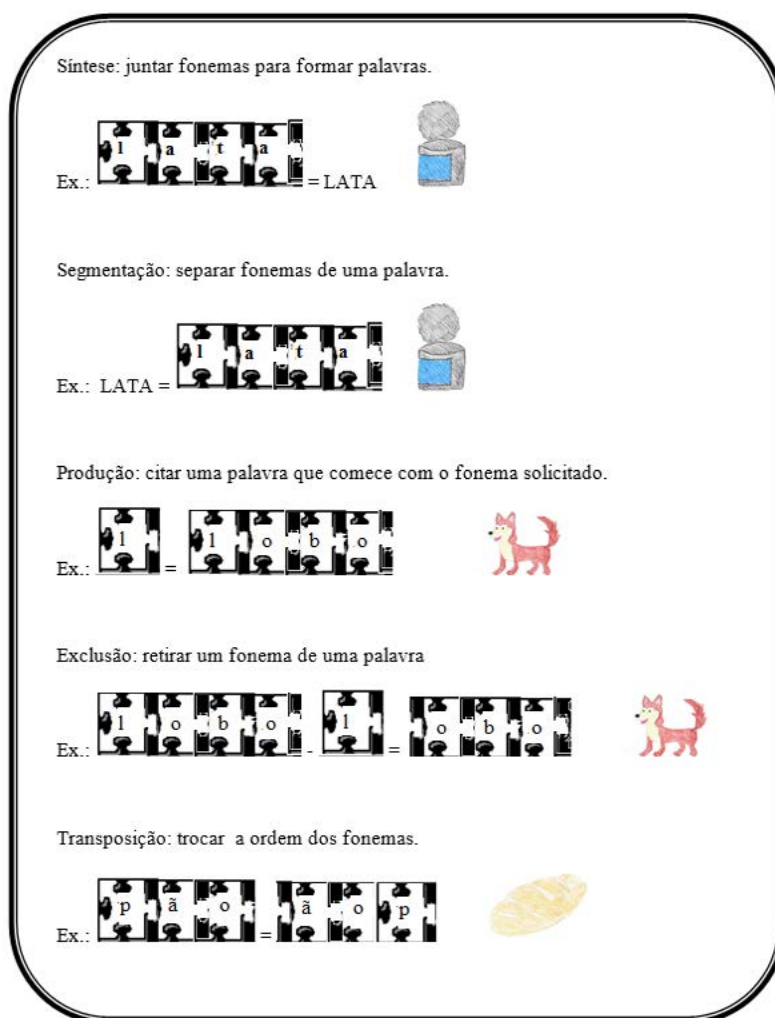 Síntese: juntar fonemas para formar palavras.
Ex.: l a t a = LATA
Segmentação: separar fonemas de uma palavra.
Ex.: LATA = l a t a
Produção: citar uma palavra que comece com o fonema solicitado.
Ex.: l = l o b o
Exclusão: retirar um fonema de uma palavra
Ex.: l o b o - l = o b o
Transposição: trocar a ordem dos fonemas.
Ex.: p ã o = ã o p